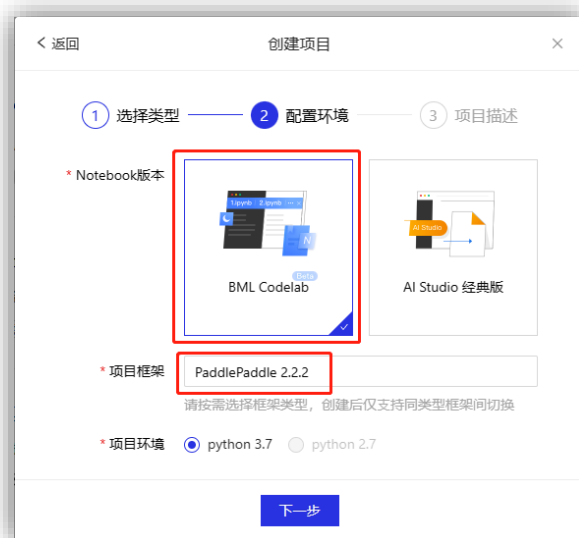 返回
创建项目
1 选择类型
2 配置环境
3 项目描述
* Notebook版本
1.ipynb 2.ipynb
N
Beta
BML Codelab
AI Studio
AI Studio 经典版
* 项目框架
PaddlePaddle 2.2.2
请按需选择框架类型，创建后仅支持同类型框架间切换
* 项目环境
python 3.7
python 2.7
下一步